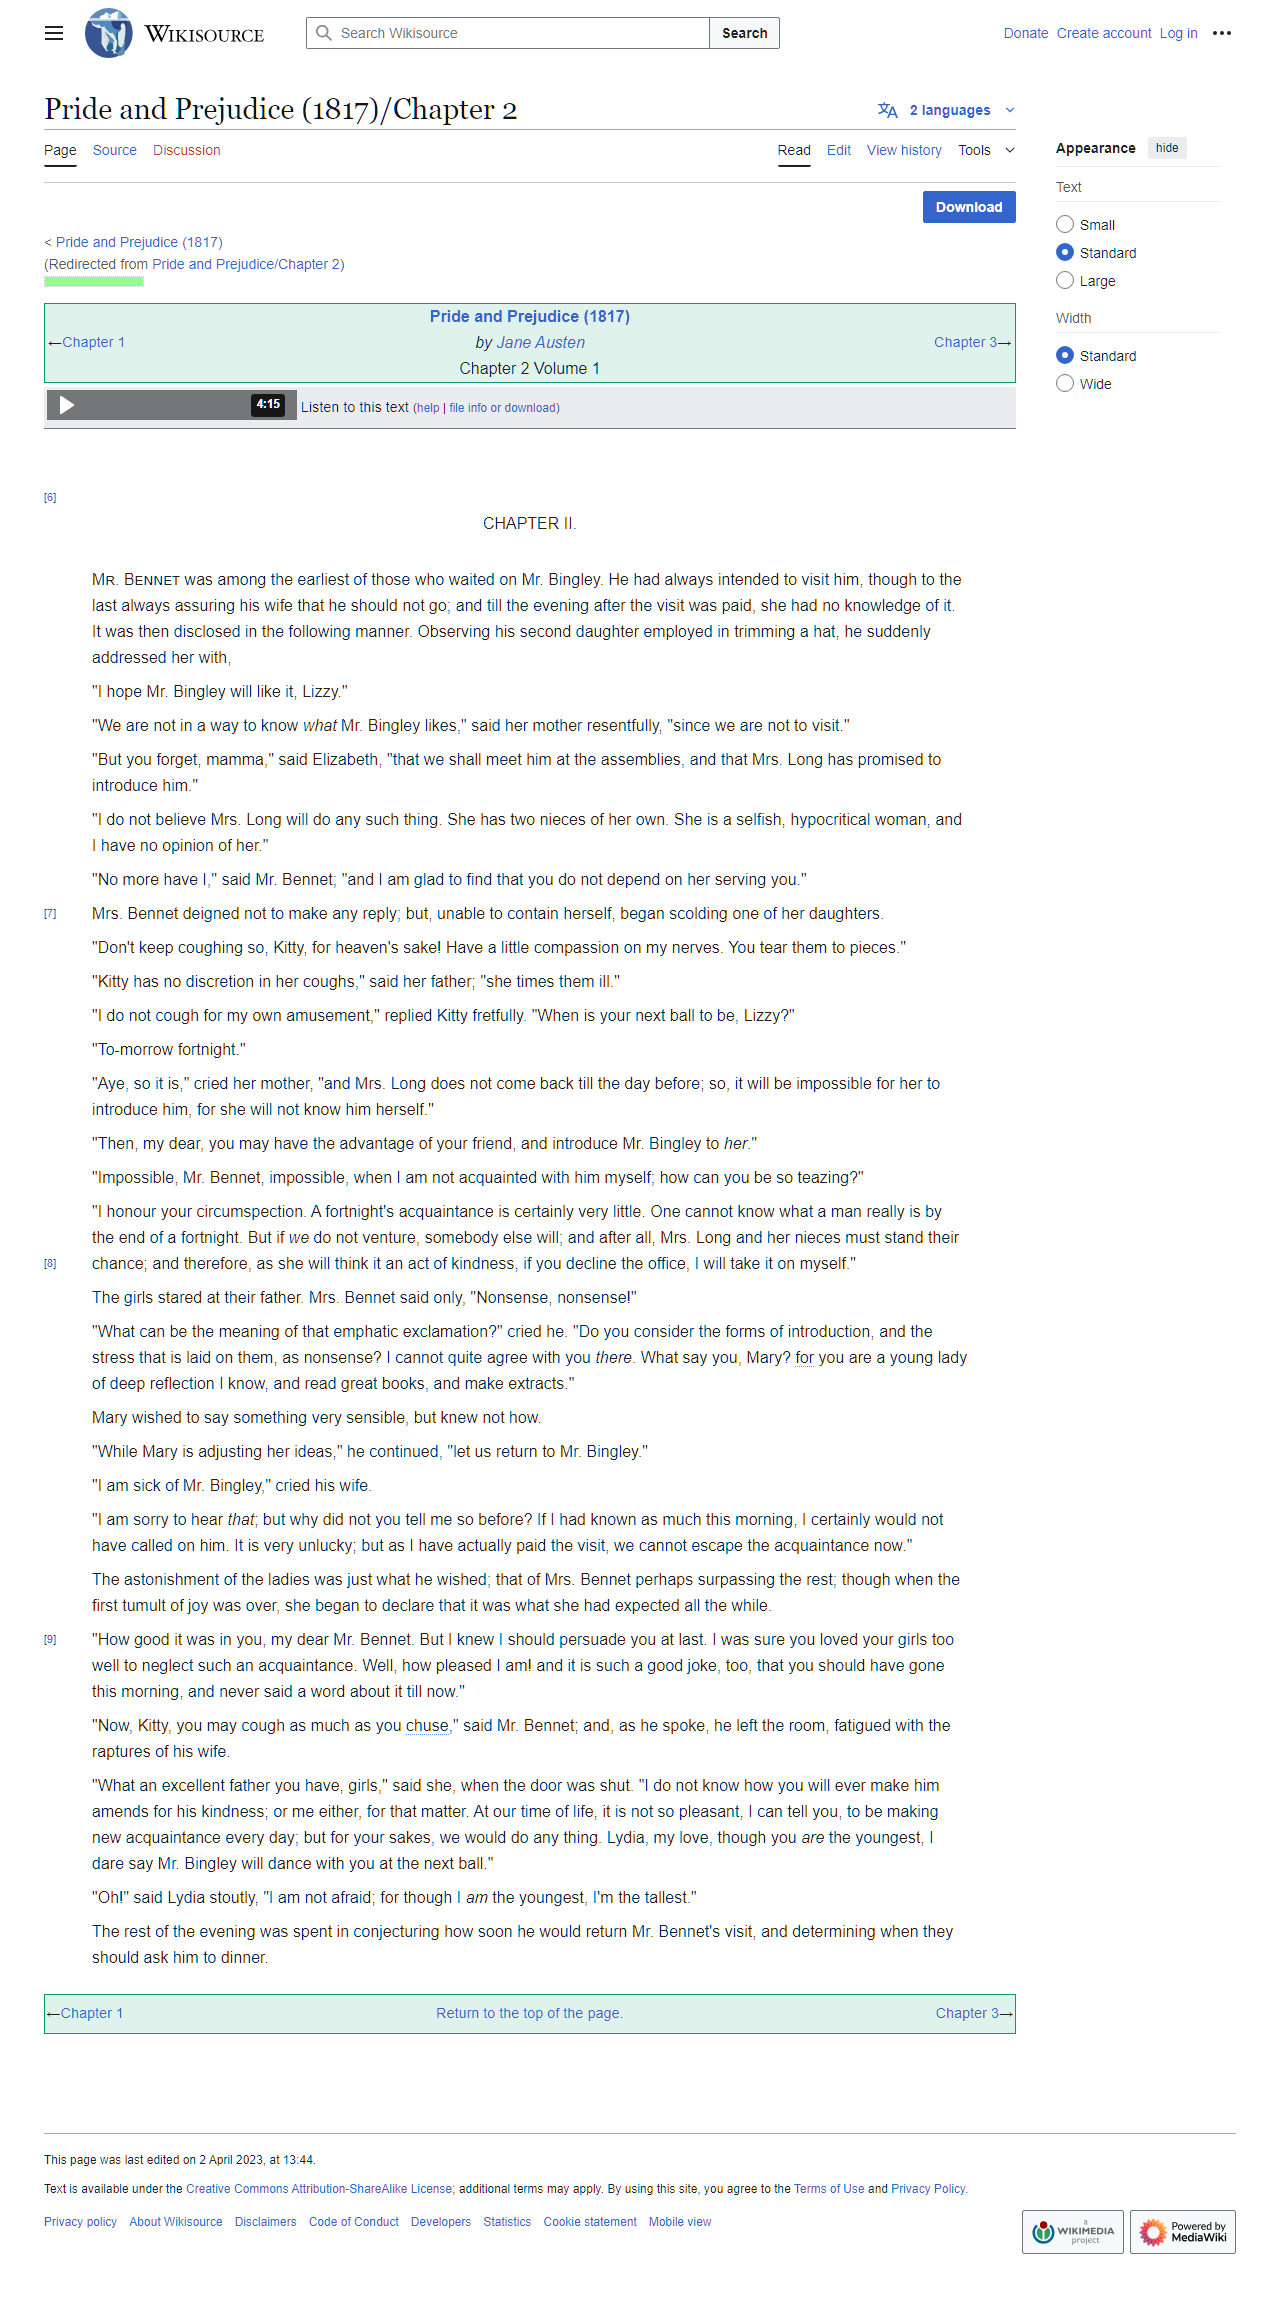 WIKISOURCE
Search Wikisource
Search
Donate Create account Log in
Pride and Prejudice (1817)/Chapter 2
2 languages
Page Source Discussion
Read Edit View history Tools
Download
< Pride and Prejudice (1817)
(Redirected from Pride and Prejudice/Chapter 2)
Appearance hide
Text
Small
Standard
Large
Width
Standard
Wide
Pride and Prejudice (1817)
←Chapter 1 by Jane Austen Chapter 3→
Chapter 2 Volume 1
4:15 Listen to this text (help | file info or download)
[6]
CHAPTER II.
MR. BENNET was among the earliest of those who waited on Mr. Bingley. He had always intended to visit him, though to the
last always assuring his wife that he should not go; and till the evening after the visit was paid, she had no knowledge of it.
It was then disclosed in the following manner. Observing his second daughter employed in trimming a hat, he suddenly
addressed her with,
"I hope Mr. Bingley will like it, Lizzy."
"We are not in a way to know what Mr. Bingley likes," said her mother resentfully, "since we are not to visit."
"But you forget, mamma," said Elizabeth, "that we shall meet him at the assemblies, and that Mrs. Long has promised to
introduce him."
"I do not believe Mrs. Long will do any such thing. She has two nieces of her own. She is a selfish, hypocritical woman, and
I have no opinion of her."
"No more have I," said Mr. Bennet; "and I am glad to find that you do not depend on her serving you."
[7] Mrs. Bennet deigned not to make any reply; but, unable to contain herself, began scolding one of her daughters.
"Don't keep coughing so, Kitty, for heaven's sake! Have a little compassion on my nerves. You tear them to pieces."
"Kitty has no discretion in her coughs," said her father; "she times them ill."
"I do not cough for my own amusement," replied Kitty fretfully. "When is your next ball to be, Lizzy?"
"To-morrow fortnight."
"Aye, so it is," cried her mother, "and Mrs. Long does not come back till the day before; so, it will be impossible for her to
introduce him, for she will not know him herself."
"Then, my dear, you may have the advantage of your friend, and introduce Mr. Bingley to her."
"Impossible, Mr. Bennet, impossible, when I am not acquainted with him myself; how can you be so teazing?"
"I honour your circumspection. A fortnight's acquaintance is certainly very little. One cannot know what a man really is by
the end of a fortnight. But if we do not venture, somebody else will; and after all, Mrs. Long and her nieces must stand their
[8] chance; and therefore, as she will think it an act of kindness, if you decline the office, I will take it on myself."
The girls stared at their father. Mrs. Bennet said only, "Nonsense, nonsense!"
"What can be the meaning of that emphatic exclamation?" cried he. "Do you consider the forms of introduction, and the
stress that is laid on them, as nonsense? I cannot quite agree with you there. What say you, Mary? for you are a young lady
of deep reflection I know, and read great books, and make extracts."
Mary wished to say something very sensible, but knew not how.
"While Mary is adjusting her ideas," he continued, "let us return to Mr. Bingley."
"I am sick of Mr. Bingley," cried his wife.
"I am sorry to hear that; but why did not you tell me so before? If I had known as much this morning, I certainly would not
have called on him. It is very unlucky; but as I have actually paid the visit, we cannot escape the acquaintance now."
The astonishment of the ladies was just what he wished; that of Mrs. Bennet perhaps surpassing the rest; though when the
first tumult of joy was over, she began to declare that it was what she had expected all the while.
[9] "How good it was in you, my dear Mr. Bennet. But I knew I should persuade you at last. I was sure you loved your girls too
well to neglect such an acquaintance. Well, how pleased I am! and it is such a good joke, too, that you should have gone
this morning, and never said a word about it till now."
"Now, Kitty, you may cough as much as you chuse," said Mr. Bennet; and, as he spoke, he left the room, fatigued with the
raptures of his wife.
"What an excellent father you have, girls," said she, when the door was shut. "I do not know how you will ever make him
amends for his kindness; or me either, for that matter. At our time of life, it is not so pleasant, I can tell you, to be making
new acquaintance every day; but for your sakes, we would do any thing. Lydia, my love, though you are the youngest, I
dare say Mr. Bingley will dance with you at the next ball."
"Oh!" said Lydia stoutly, "I am not afraid; for though I am the youngest, I'm the tallest."
The rest of the evening was spent in conjecturing how soon he would return Mr. Bennet's visit, and determining when they
should ask him to dinner.
←Chapter 1 Return to the top of the page. Chapter 3→
This page was last edited on 2 April 2023, at 13:44.
Text is available under the Creative Commons Attribution-ShareAlike License; additional terms may apply. By using this site, you agree to the Terms of Use and Privacy Policy.
Privacy policy About Wikisource Disclaimers Code of Conduct Developers Statistics Cookie statement Mobile view
a
WIKIMEDIA
project
Powered by
MediaWiki